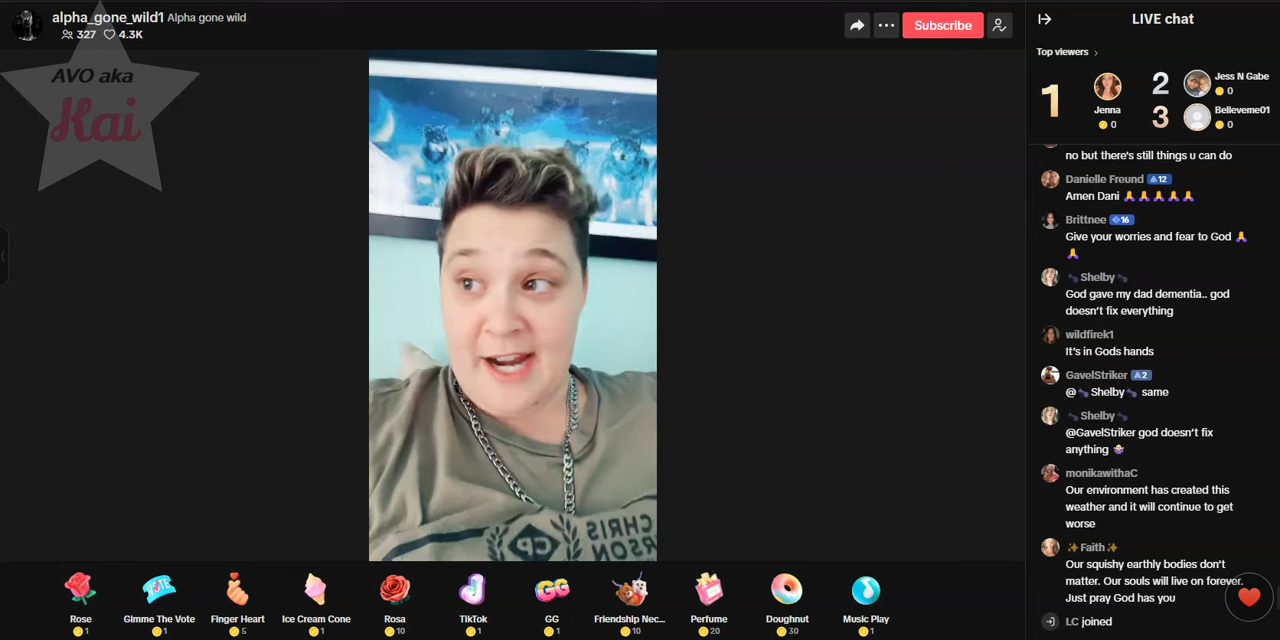 alpha_gone_wild1 Alpha gone wild
327 4.3K
Subscribe
AVO aka
Kai
LIVE chat
Top viewers
1
Jenna
0
2
Jess N Gabe
0
3
Belleveme01
0
no but there's still things u can do
Danielle Freund 12
Amen Dani 🙏 🙏 🙏 🙏 🙏
Brittnee 16
Give your worries and fear to God 🙏
🙏
Shelby
God gave my dad dementia.. god
doesn't fix everything
wildfirek1
It's in Gods hands
GavelStriker 2
@ Shelby same
Shelby
@GavelStriker god doesn't fix
anything 🤷
monikawithaC
Our environment has created this
weather and it will continue to get
worse
✨Faith✨
Our squishy earthly bodies don't
matter. Our souls will live on forever.
Just pray God has you
LC joined
CHRIS
CP
RSON
VOTE
GG
Rose
1
Gimme The Vote
1
Finger Heart
5
Ice Cream Cone
1
Rosa
10
TikTok
1
GG
1
Friendship Nec...
10
Perfume
20
Doughnut
30
Music Play
1